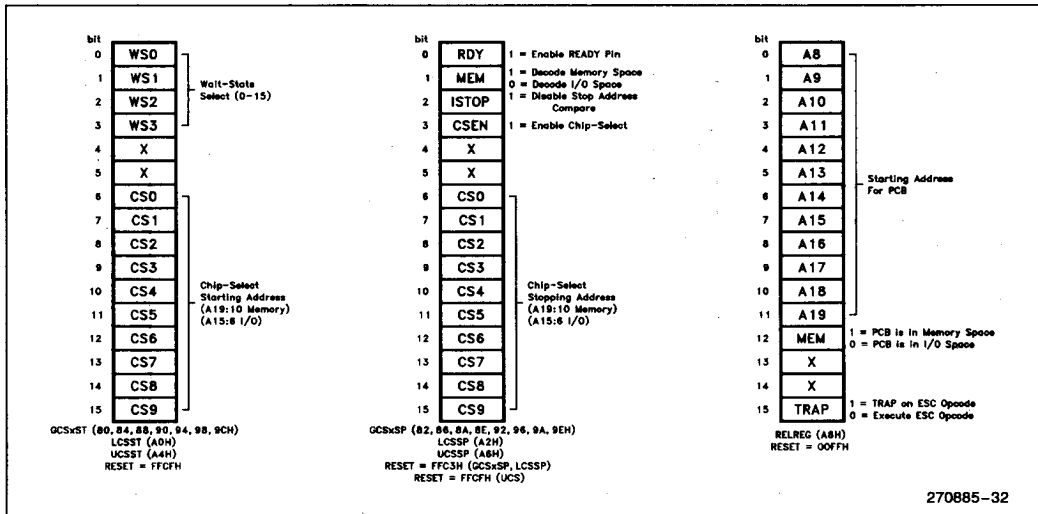 bit
0 WS0
1 WS1
2 WS2
3 WS3
4 X
5 X
6 CS0
7 CS1
8 CS2
9 CS3
10 CS4
11 CS5
12 CS6
13 CS7
14 CS8
15 CS9
Wait-State
Select (0-15)
Chip-Select
Starting Address
(A19:10 Memory)
(A15:6 I/O)
GCSxST (80, 84, 88, 90, 94, 98, 9CH)
LCSST (A0H)
UCSST (A4H)
RESET = FFCFH
bit
0 RDY 1 = Enable READY Pin
1 MEM 1 = Decode Memory Space
0 = Decode I/O Space
2 ISTOP 1 = Disable Stop Address
Compare
3 CSEN 1 = Enable Chip-Select
4 X
5 X
6 CS0
7 CS1
8 CS2
9 CS3
10 CS4
11 CS5
12 CS6
13 CS7
14 CS8
15 CS9
Chip-Select
Stopping Address
(A19:10 Memory)
(A15:6 I/O)
GCSxSP (82, 86, 8A, 8E, 92, 96, 9A, 9EH)
LCSSP (A2H)
UCSSP (A6H)
RESET = FFC3H (GCSxSP, LCSSP)
RESET = FFCFH (UCS)
bit
0 A8
1 A9
2 A10
3 A11
4 A12
5 A13
6 A14
7 A15
8 A16
9 A17
10 A18
11 A19
12 MEM 1 = PCB is in Memory Space
0 = PCB is in I/O Space
13 X
14 X
15 TRAP 1 = TRAP on ESC Opcode
0 = Execute ESC Opcode
Starting Address
For PCB
RELREG (A8H)
RESET = 00FFH
270885-32